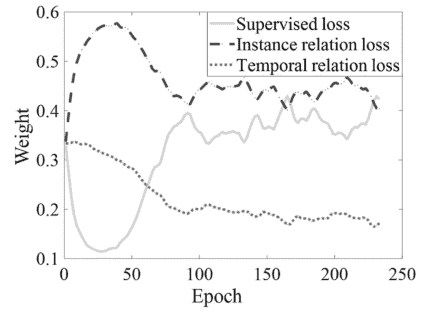 0.6
0.5
0.4
0.3
0.2
0.1
Weight
Supervised loss
Instance relation loss
Temporal relation loss
0 50 100 150 200 250
Epoch